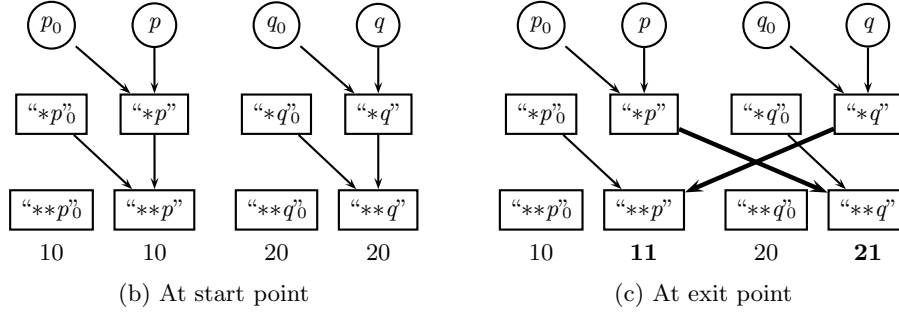 p₀ p q₀ q p₀ p q₀ q
“∗p”₀ “∗p” “∗q”₀ “∗q” “∗p”₀ “∗p” “∗q”₀ “∗q”
“∗∗p”₀ “∗∗p” “∗∗q”₀ “∗∗q” “∗∗p”₀ “∗∗p” “∗∗q”₀ “∗∗q”
10 10 20 20 10 11 20 21
(b) At start point (c) At exit point